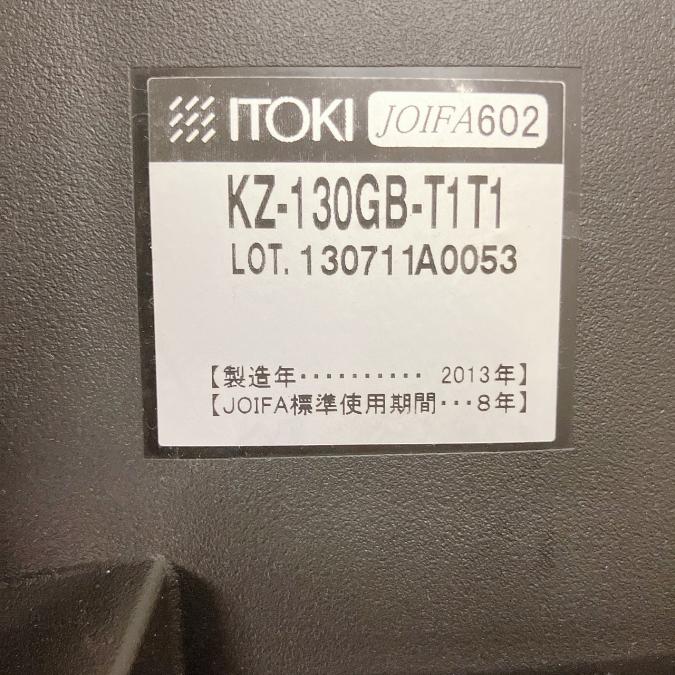 ITOKI JOIFA602
KZ-130GB-T1T1
LOT. 130711A0053
【製造年·········· 2013年】
【JOIFA標準使用期間···8年】